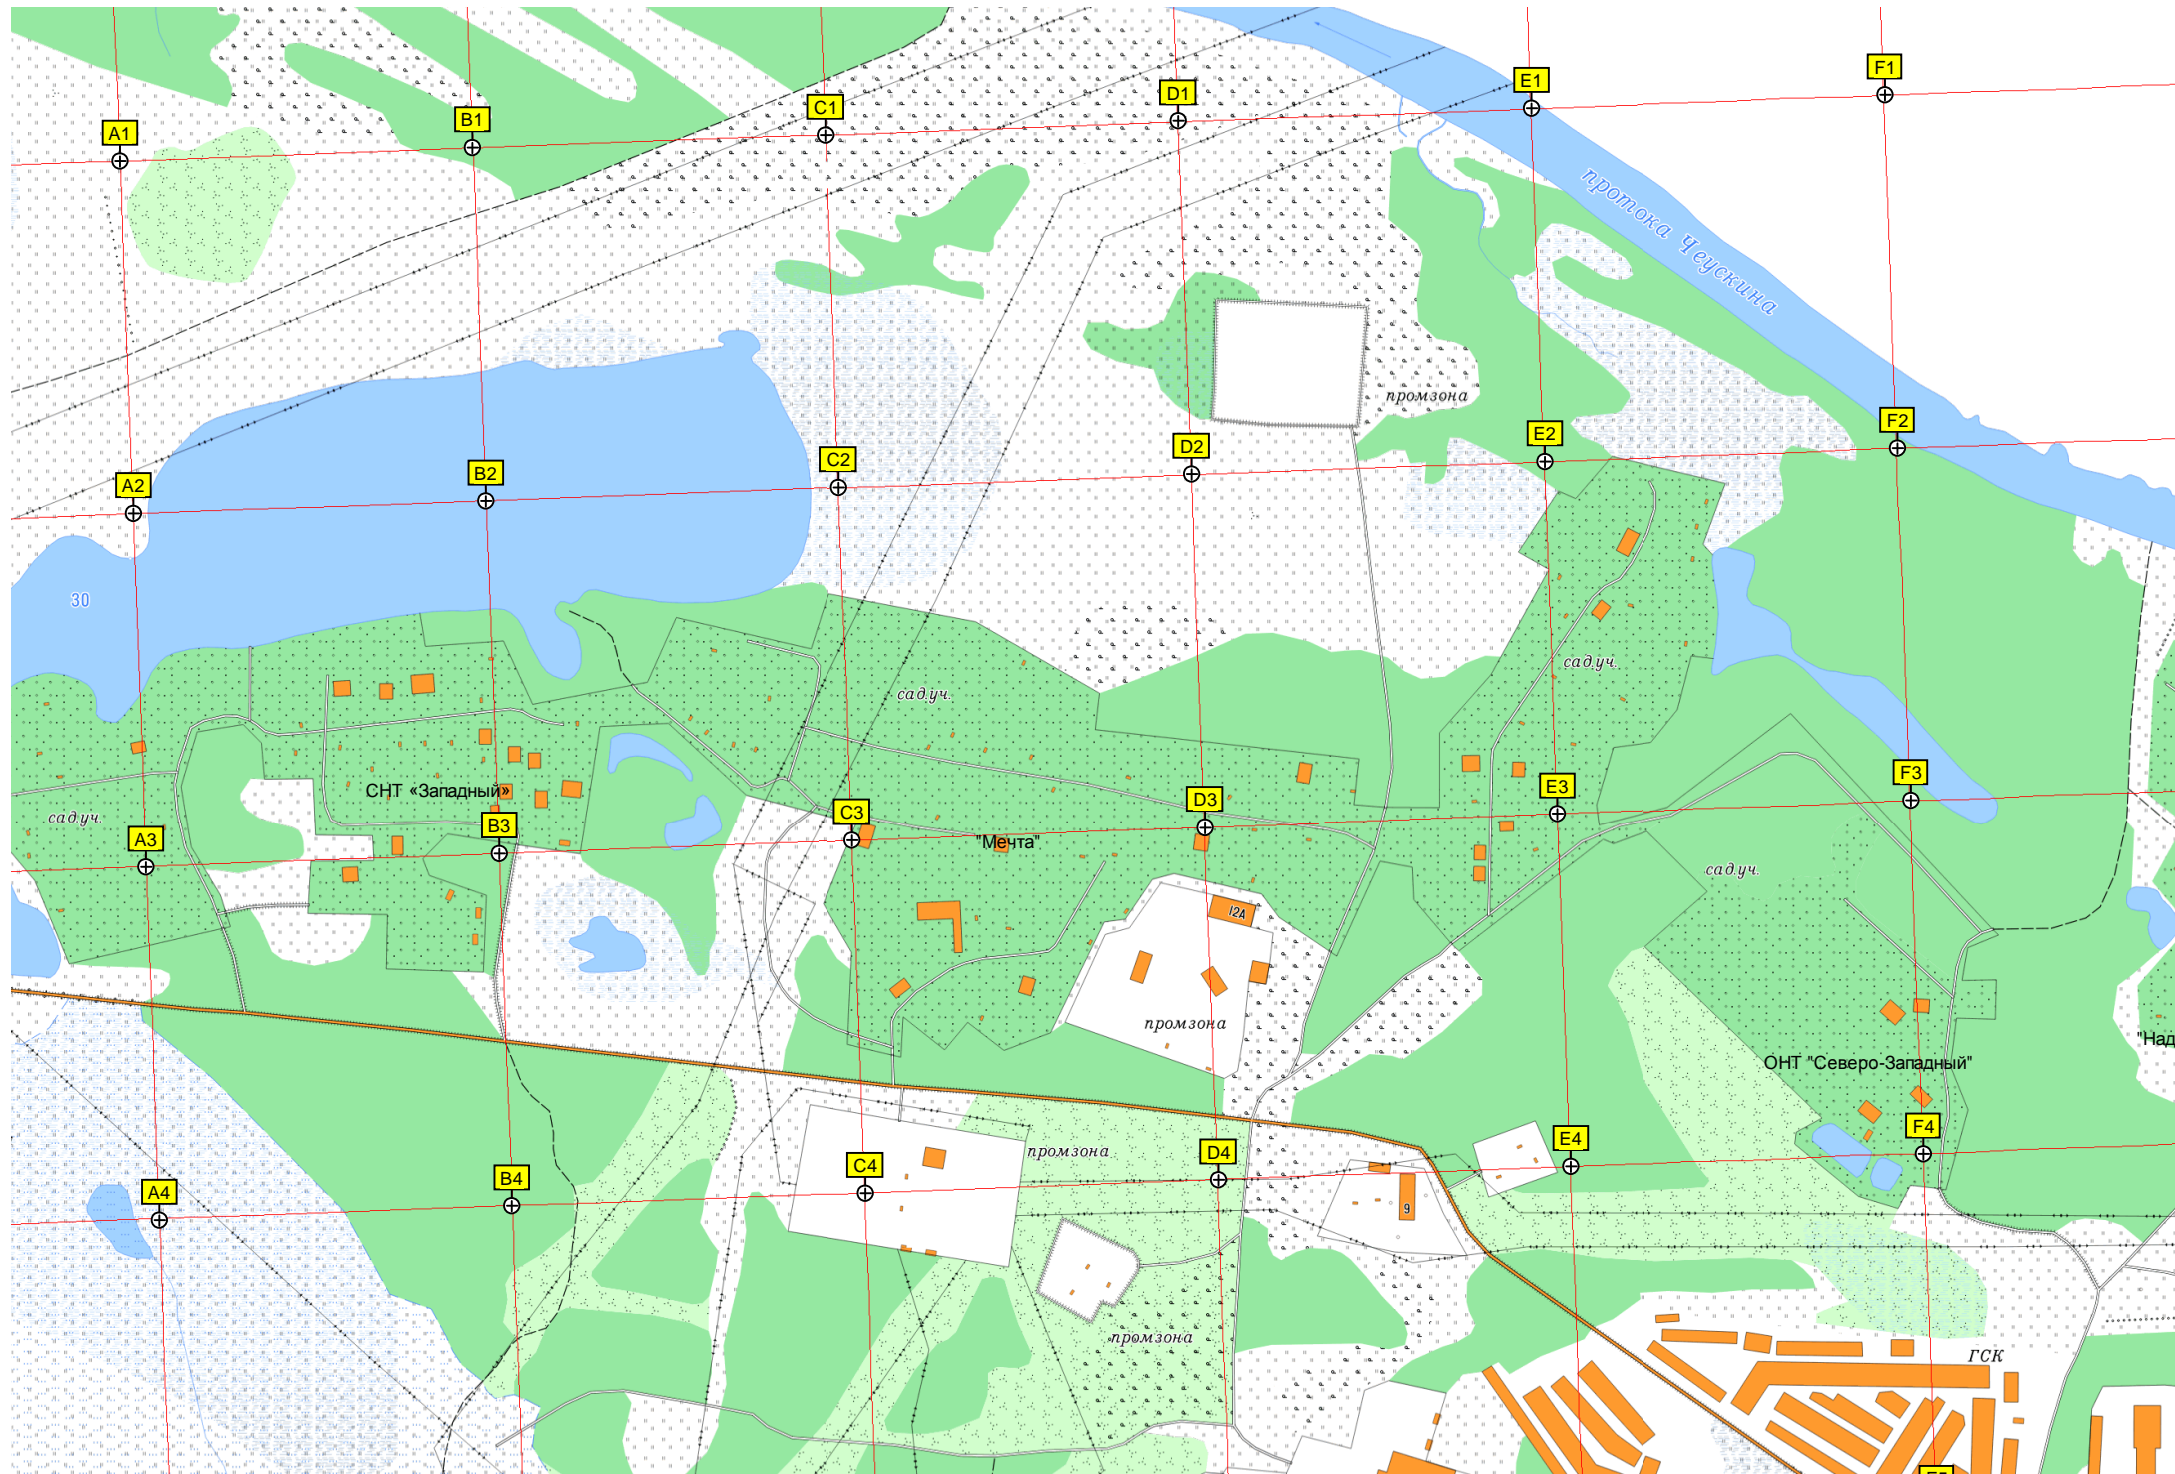 F1
E1
D1
C1
B1
A1
протока Чеускина
промзона
F2
E2
D2
C2
B2
A2
30
сад.уч.
сад.уч.
F3
E3
D3
СНТ «Западный»
C3
сад.уч.
B3
A3
"Мечта"
сад.уч.
12А
промзона
"Над
ОНТ "Северо-Западный"
F4
E4
D4
промзона
C4
B4
A4
9
промзона
ГСК